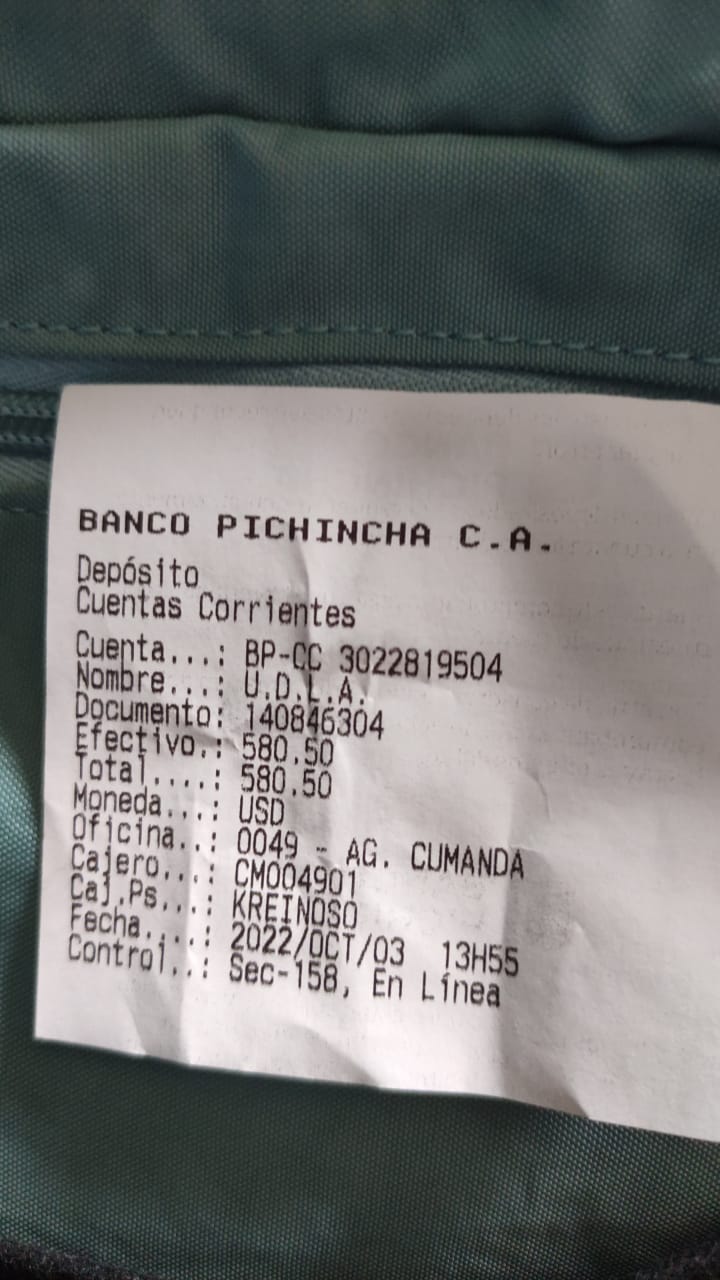 BANCO PICHINCHA C.A.
Depósito
Cuentas Corrientes
Cuenta...: BP-CC 3022819504
Nombre...: U.D.L.A.
Documento: 140846304
Efectivo.: 580.50
Total....: 580.50
Moneda...: USD
Oficina..: 0049 - AG. CUMANDA
Cajero...: CM004901
Caj.Ps...: KREINOSO
Fecha....: 2022/OCT/03 13H55
Control..: Sec-158, En Línea